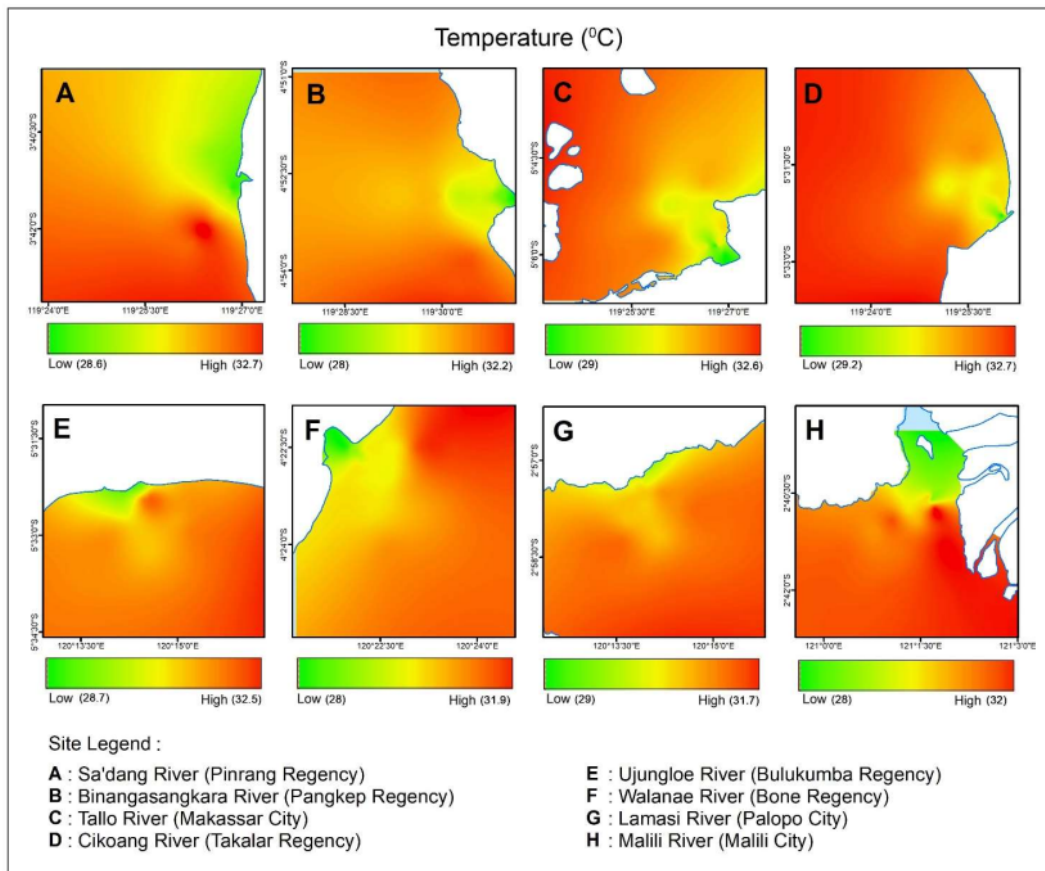 Temperature (⁰C)
A
3°40'30"S
3°42'0"S
119°24'0"E 119°25'30"E 119°27'0"E
Low (28.6) High (32.7)
B
4°51'0"S
4°52'30"S
4°54'0"S
119°28'30"E 119°30'0"E
Low (28) High (32.2)
C
5°4'30"S
5°6'0"S
119°25'30"E 119°27'0"E
Low (29) High (32.6)
D
5°31'30"S
5°33'0"S
119°24'0"E 119°25'30"E
Low (29.2) High (32.7)
E
120°13'30"E 120°15'0"E
Low (28.7) High (32.5)
F
4°22'30"S
4°24'0"S
120°22'30"E 120°24'0"E
Low (28) High (31.9)
G
2°57'0"S
2°58'30"S
120°13'30"E 120°15'0"E
Low (29) High (31.7)
H
2°40'30"S
2°42'0"S
121°0'0"E 121°1'30"E 121°3'0"E
Low (28) High (32)
Site Legend :
A : Sa'dang River (Pinrang Regency)
B : Binangasangkara River (Pangkep Regency)
C : Tallo River (Makassar City)
D : Cikoang River (Takalar Regency)
E : Ujungloe River (Bulukumba Regency)
F : Walanae River (Bone Regency)
G : Lamasi River (Palopo City)
H : Malili River (Malili City)